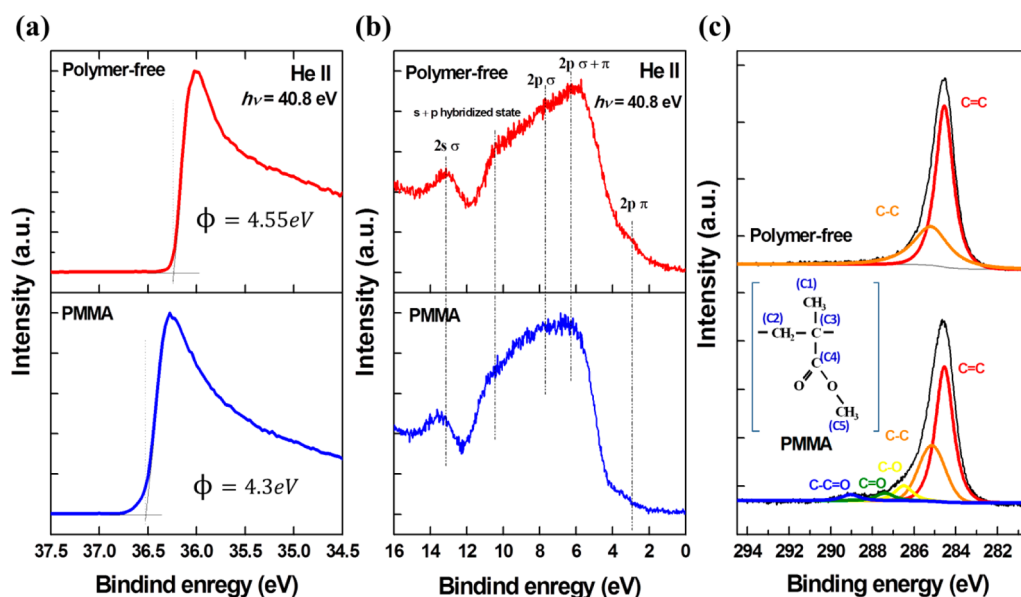 (a)
Polymer-free
He II
hν = 40.8 eV
ϕ = 4.55eV
PMMA
ϕ = 4.3eV
Intensity (a.u.)
Intensity (a.u.)
37.5 37.0 36.5 36.0 35.5 35.0 34.5
Bindind enregy (eV)
(b)
Polymer-free
2p σ
2p σ + π
He II
hν = 40.8 eV
s + p hybridized state
2s σ
2p π
PMMA
Intensity (a.u.)
Intensity (a.u.)
16 14 12 10 8 6 4 2 0
Bindind enregy (eV)
(c)
C=C
C-C
Polymer-free
(C1)
CH₃
(C2)
(C3)
— CH₂ — C —
C (C4)
O
O
CH₃
(C5)
PMMA
C=C
C-C
C-O
C=O
C-C=O
Intensity (a.u.)
294 292 290 288 286 284 282
Binding energy (eV)